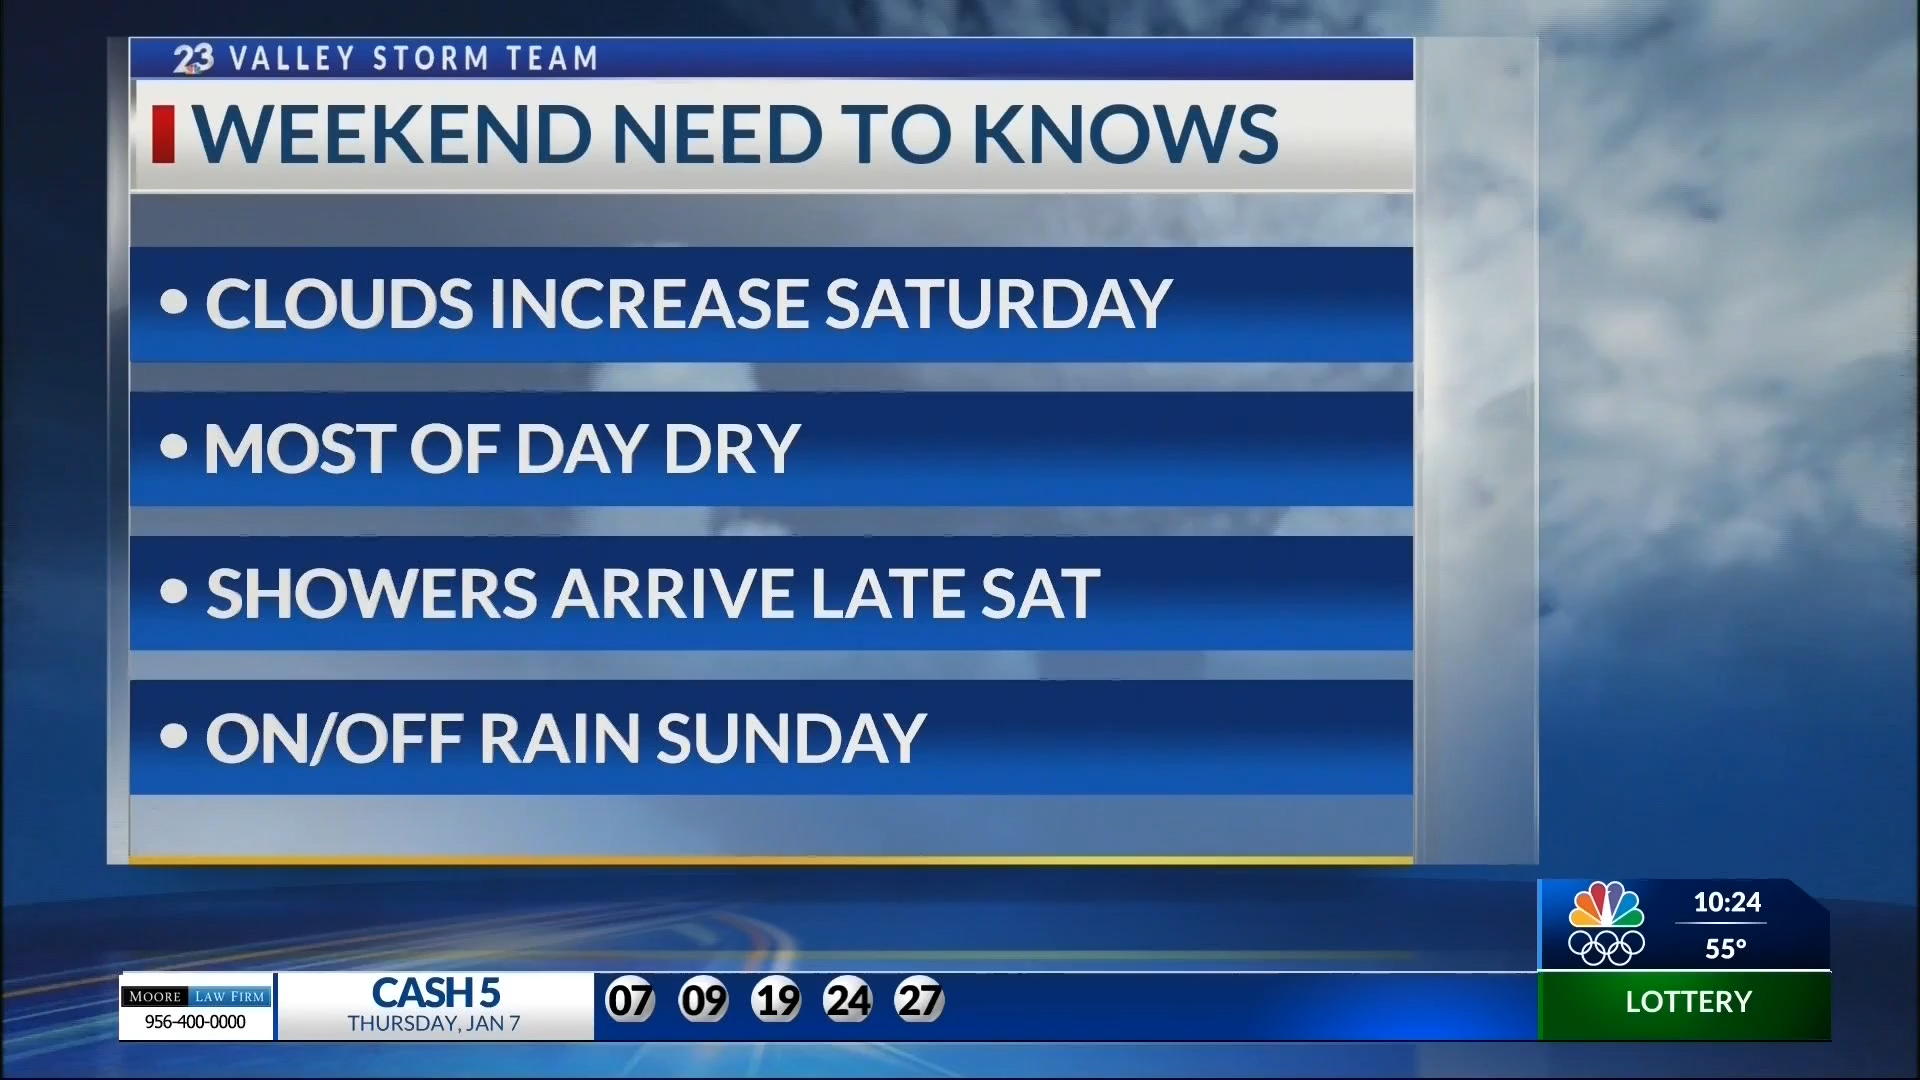 23 VALLEY STORM TEAM
WEEKEND NEED TO KNOWS
• CLOUDS INCREASE SATURDAY
• MOST OF DAY DRY
• SHOWERS ARRIVE LATE SAT
• ON/OFF RAIN SUNDAY
10:24
55°
MOORE LAW FIRM
956-400-0000
CASH 5
THURSDAY, JAN 7
07 09 19 24 27
LOTTERY